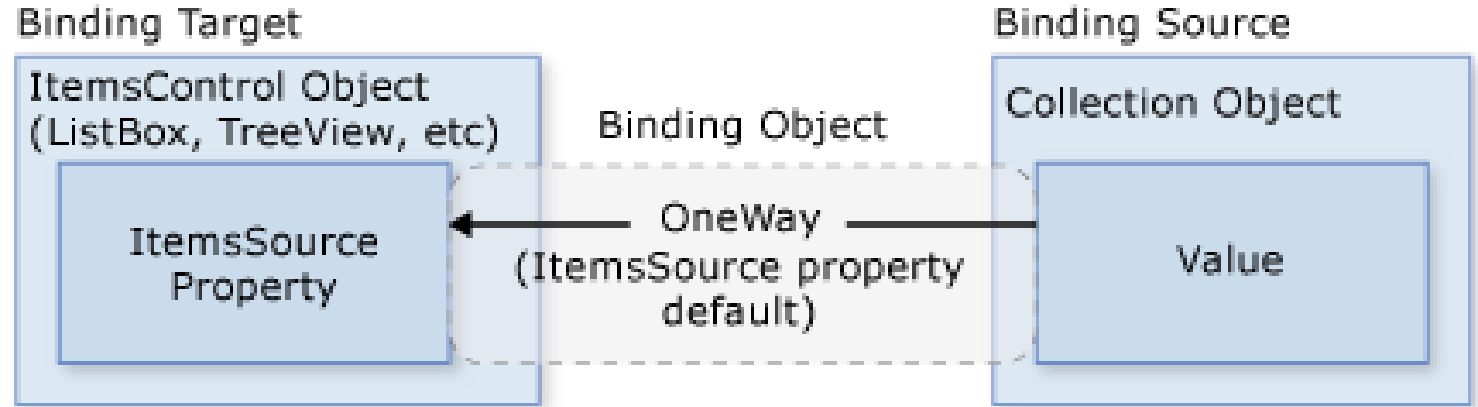 Binding Target
Binding Source
ItemsControl Object
(ListBox, TreeView, etc)
Binding Object
Collection Object
ItemsSource
Property
OneWay
(ItemsSource property
default)
Value